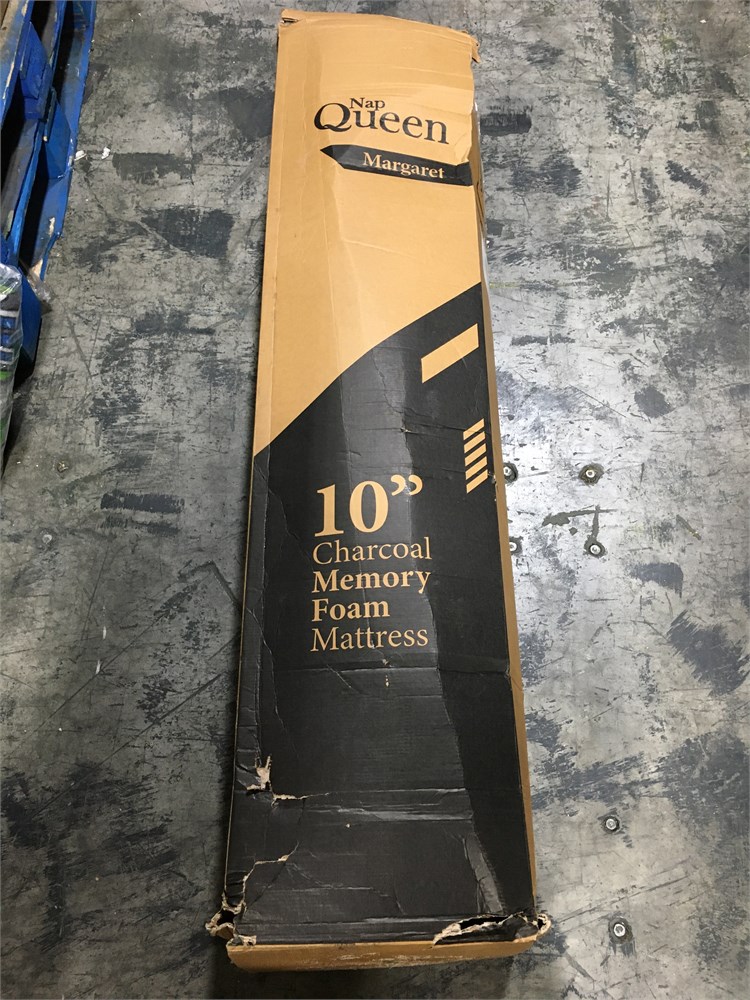 Nap
Queen
Margaret
10”
Charcoal
Memory
Foam
Mattress